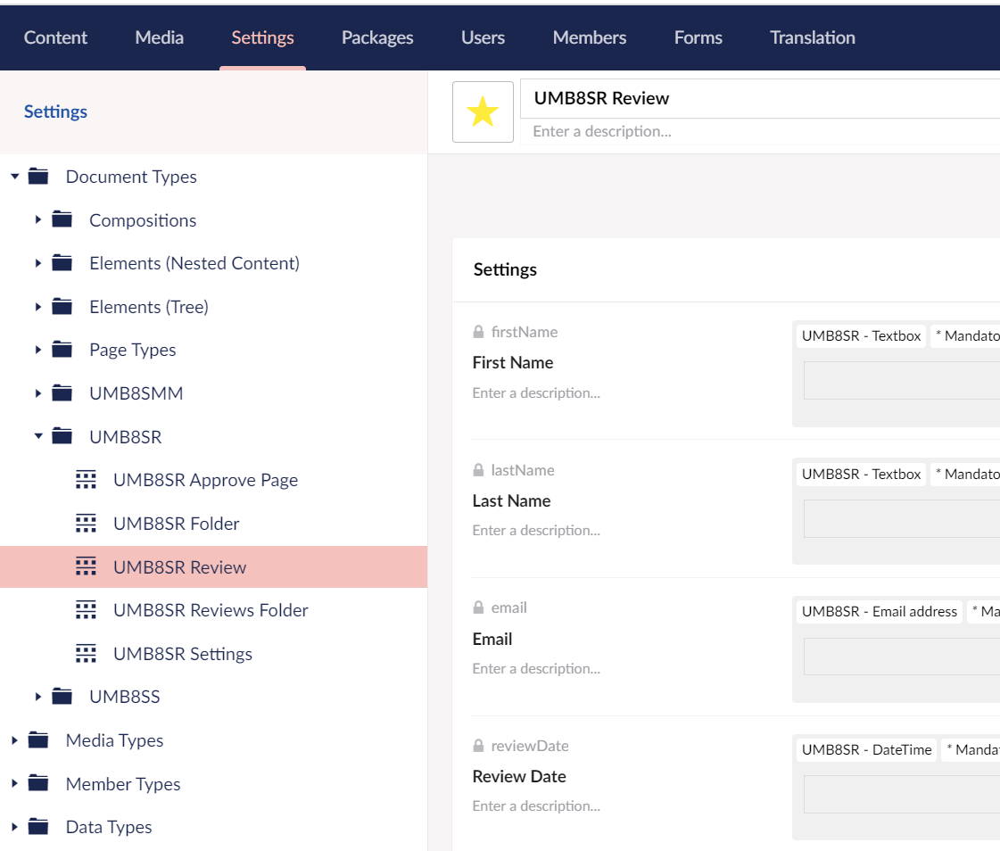 Content Media Settings Packages Users Members Forms Translation
Settings
Document Types
Compositions
Elements (Nested Content)
Elements (Tree)
Page Types
UMB8SMM
UMB8SR
UMB8SR Approve Page
UMB8SR Folder
UMB8SR Review
UMB8SR Reviews Folder
UMB8SR Settings
UMB8SS
Media Types
Member Types
Data Types
UMB8SR Review
Enter a description...
Settings
firstName
First Name
Enter a description...
UMB8SR - Textbox * Mandato
lastName
Last Name
Enter a description...
UMB8SR - Textbox * Mandato
email
Email
Enter a description...
UMB8SR - Email address * Ma
reviewDate
Review Date
Enter a description...
UMB8SR - DateTime * Mandat